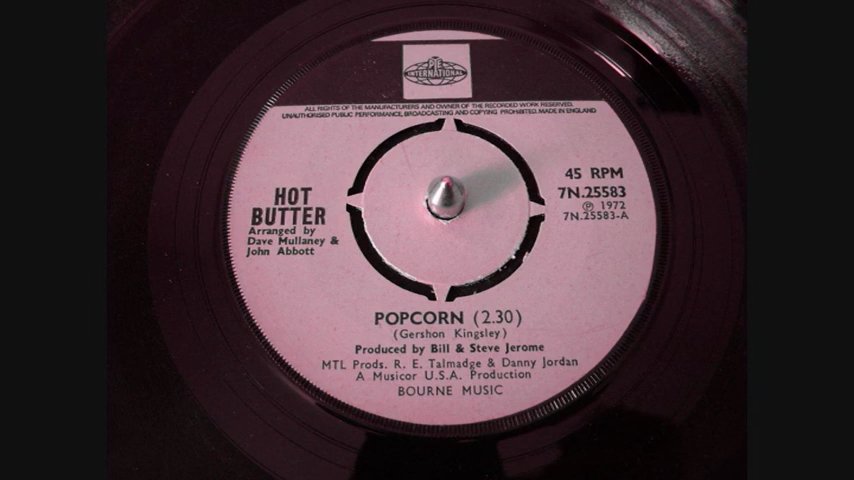 PYE
INTERNATIONAL
ALL RIGHTS OF THE MANUFACTURERS AND OWNER OF THE RECORDED WORK RESERVED.
UNAUTHORISED PUBLIC PERFORMANCE, BROADCASTING AND COPYING PROHIBITED. MADE IN ENGLAND
45 RPM
7N.25583
Ⓟ 1972
7N.25583-A
HOT
BUTTER
Arranged by
Dave Mullaney &
John Abbott
POPCORN (2.30)
(Gershon Kingsley)
Produced by Bill & Steve Jerome
MTL Prods. R. E. Talmadge & Danny Jordan
A Musicor U.S.A. Production
BOURNE MUSIC